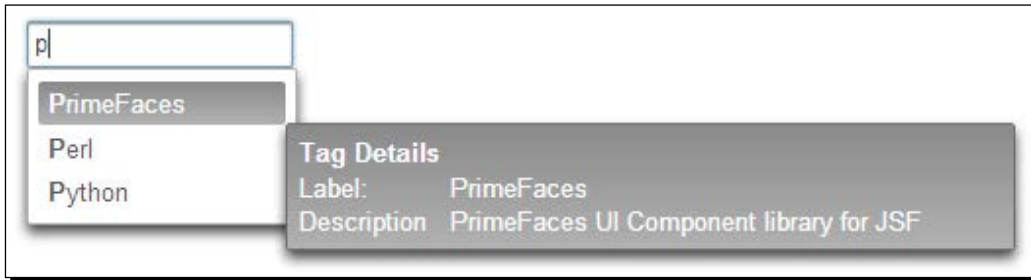 p
PrimeFaces
Perl
Python
Tag Details
Label: PrimeFaces
Description PrimeFaces UI Component library for JSF